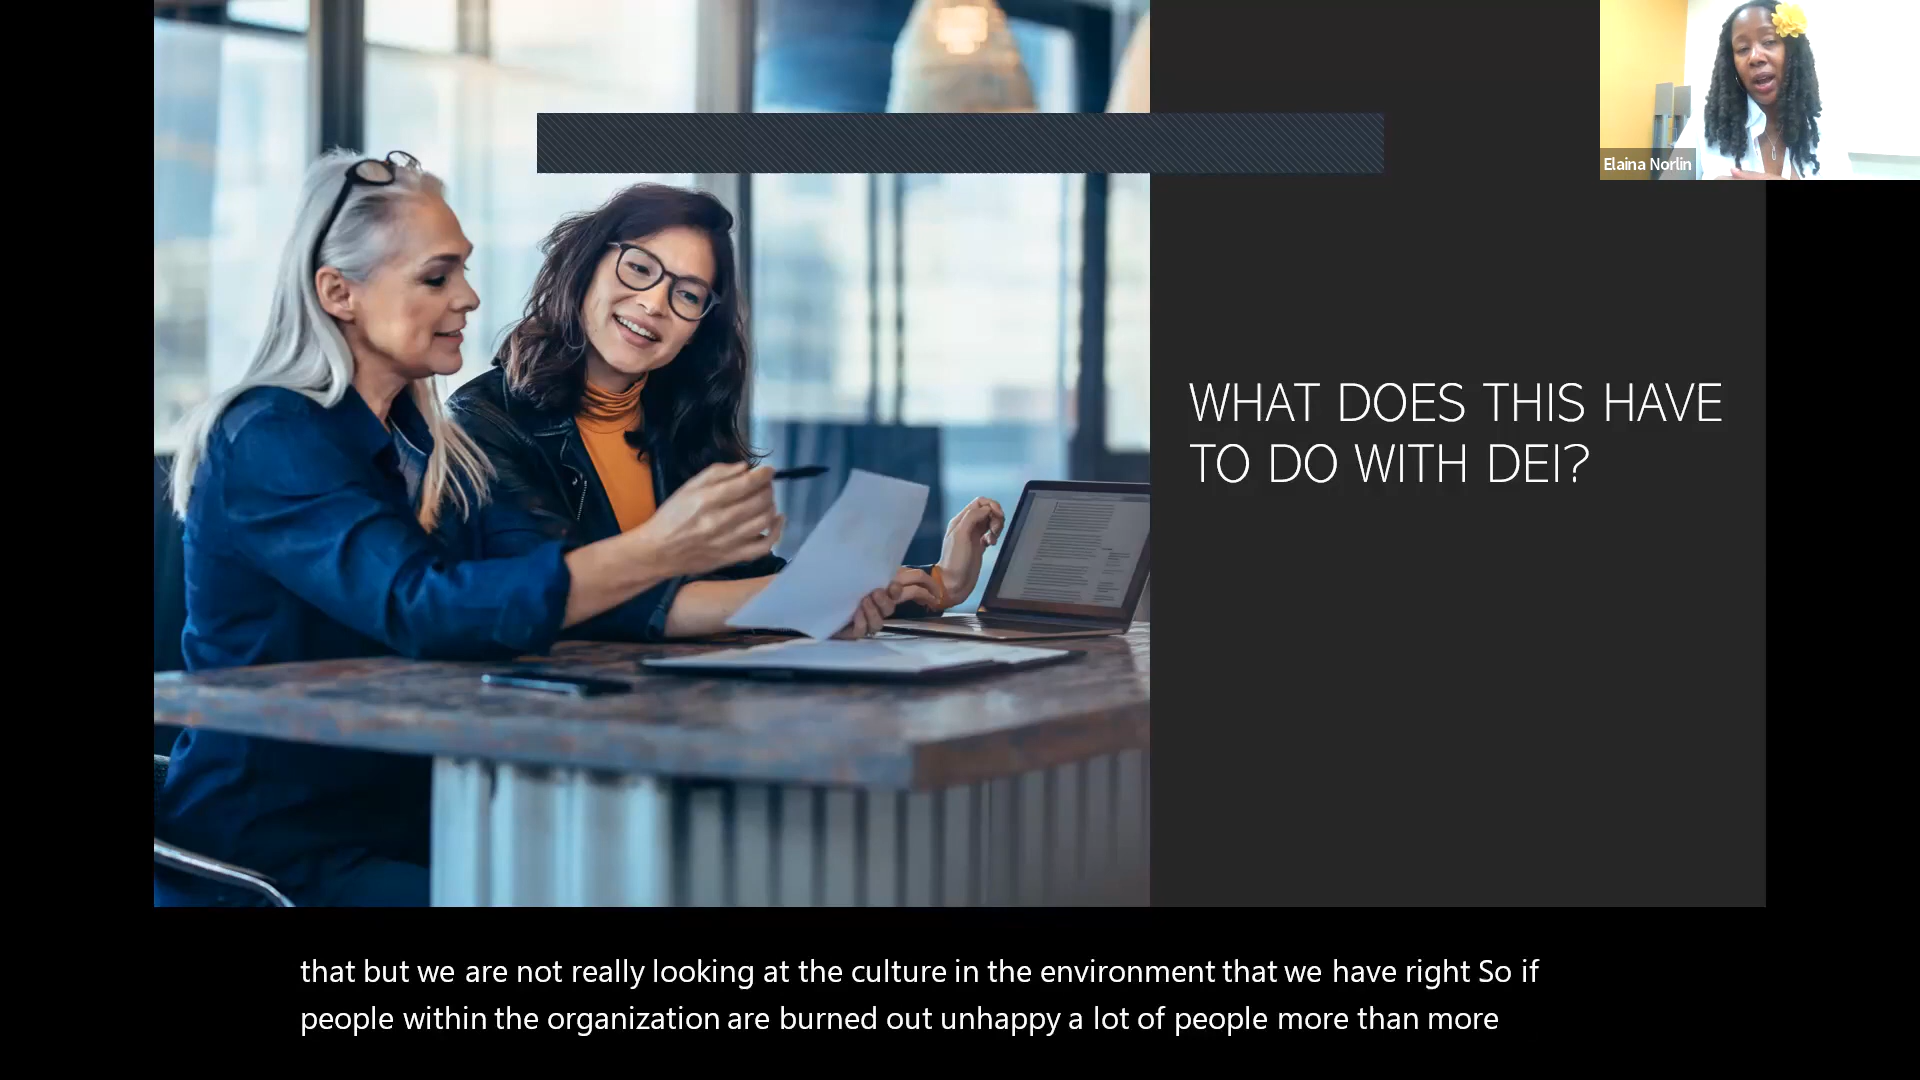 Elaina Norlin
WHAT DOES THIS HAVE
TO DO WITH DEI?
that but we are not really looking at the culture in the environment that we have right So if
people within the organization are burned out unhappy a lot of people more than more